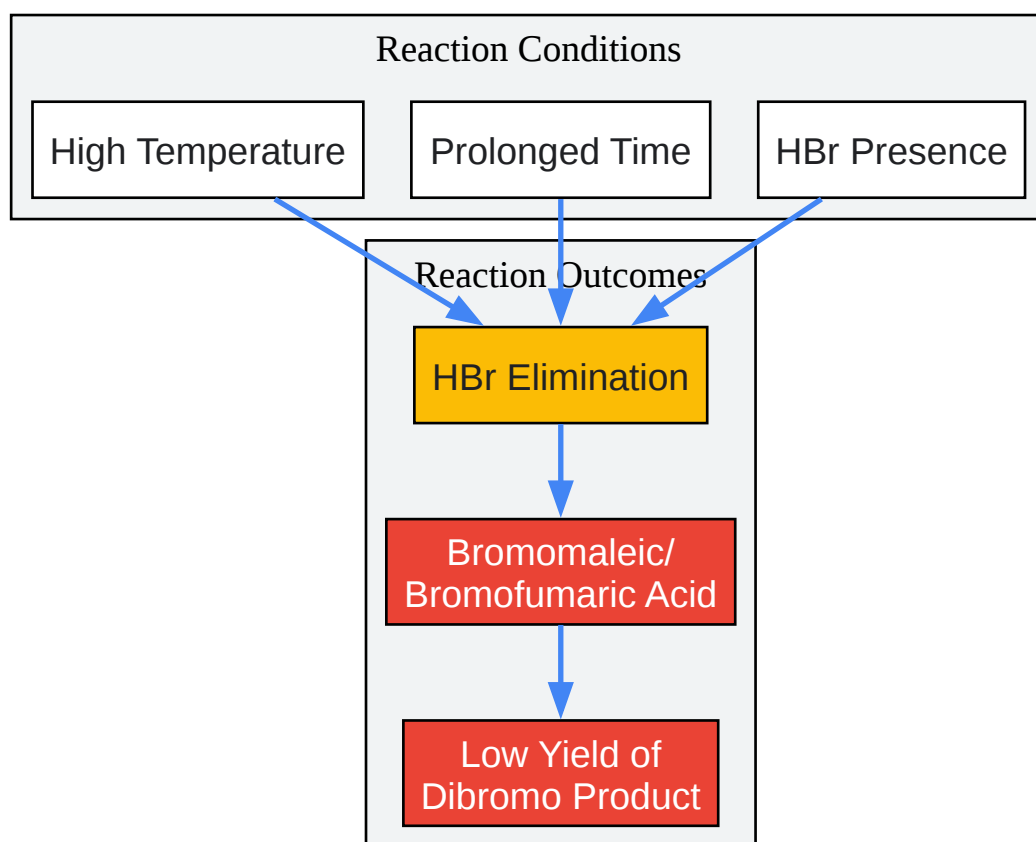 Reaction Conditions
High Temperature
Prolonged Time
HBr Presence
Reaction Outcomes
HBr Elimination
Bromomaleic/
Bromofumaric Acid
Low Yield of
Dibromo Product